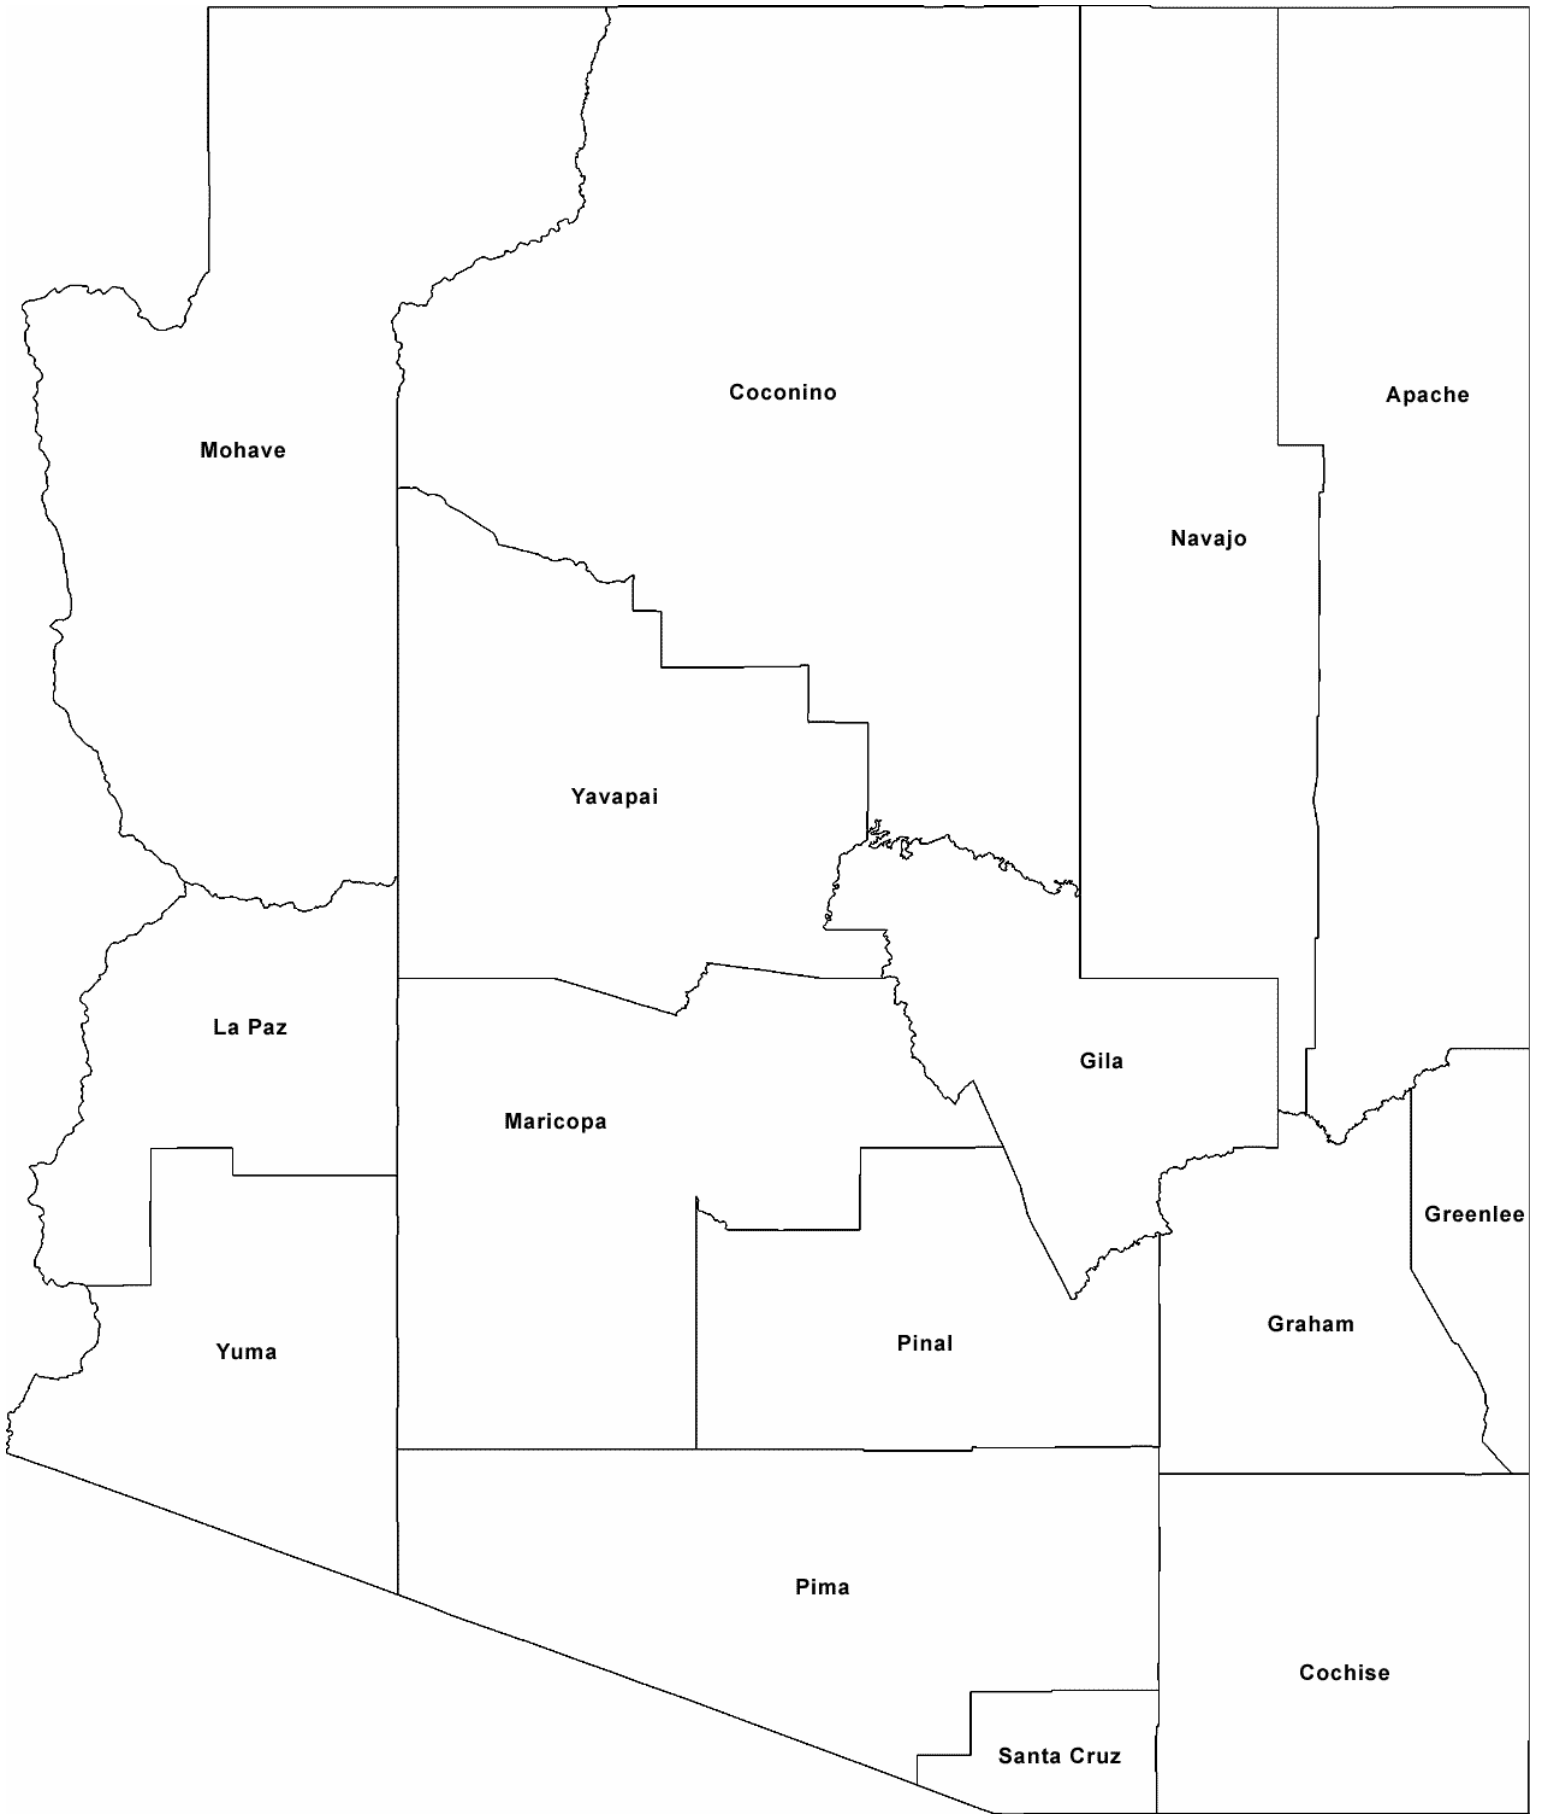 Coconino
Apache
Mohave
Navajo
Yavapai
La Paz
Gila
Maricopa
Greenlee
Graham
Pinal
Yuma
Pima
Cochise
Santa Cruz